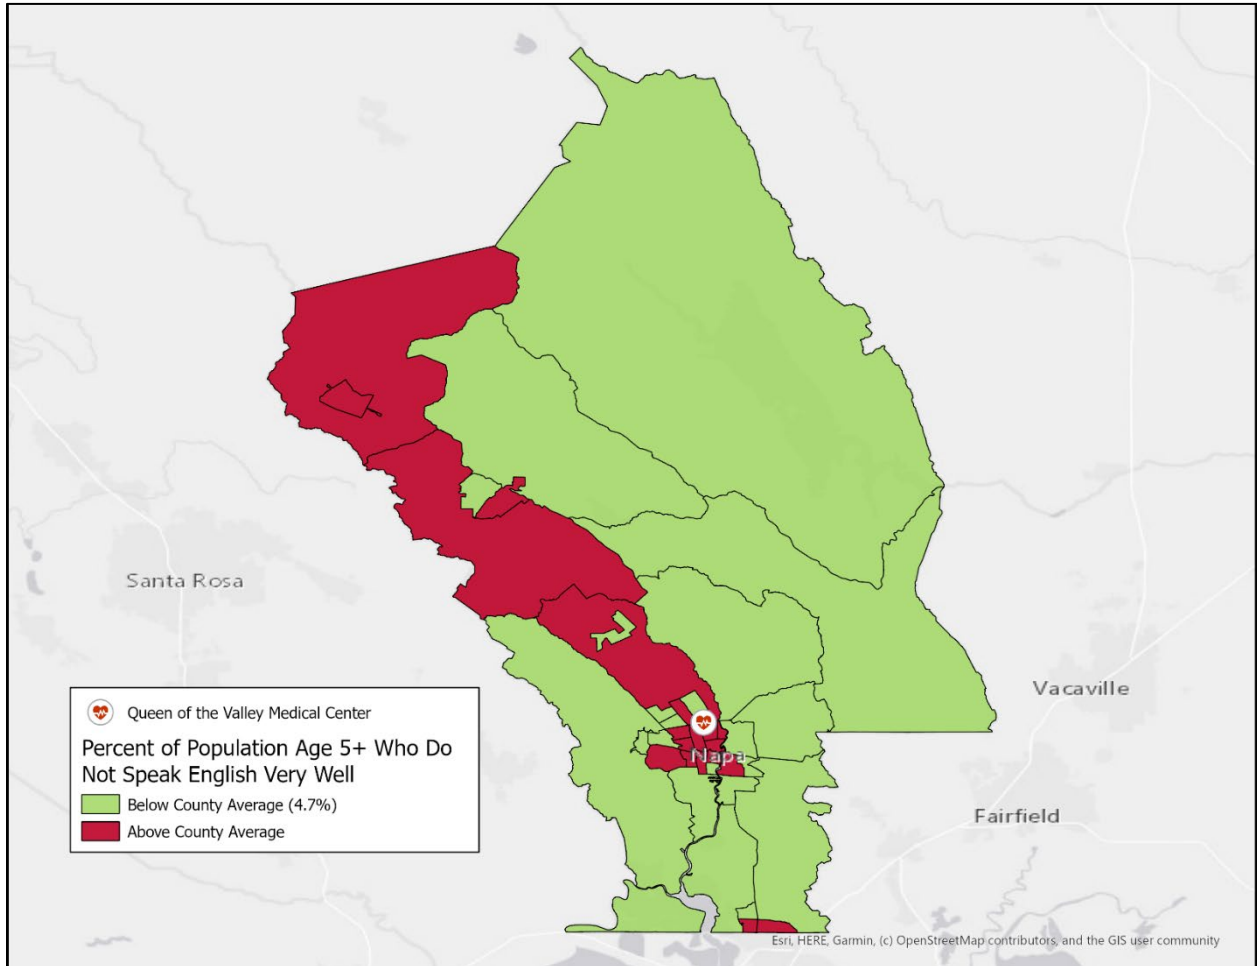 Santa Rosa
Vacaville
Napa
Fairfield
Queen of the Valley Medical Center
Percent of Population Age 5+ Who Do
Not Speak English Very Well
Below County Average (4.7%)
Above County Average
Esri, HERE, Garmin, (c) OpenStreetMap contributors, and the GIS user community